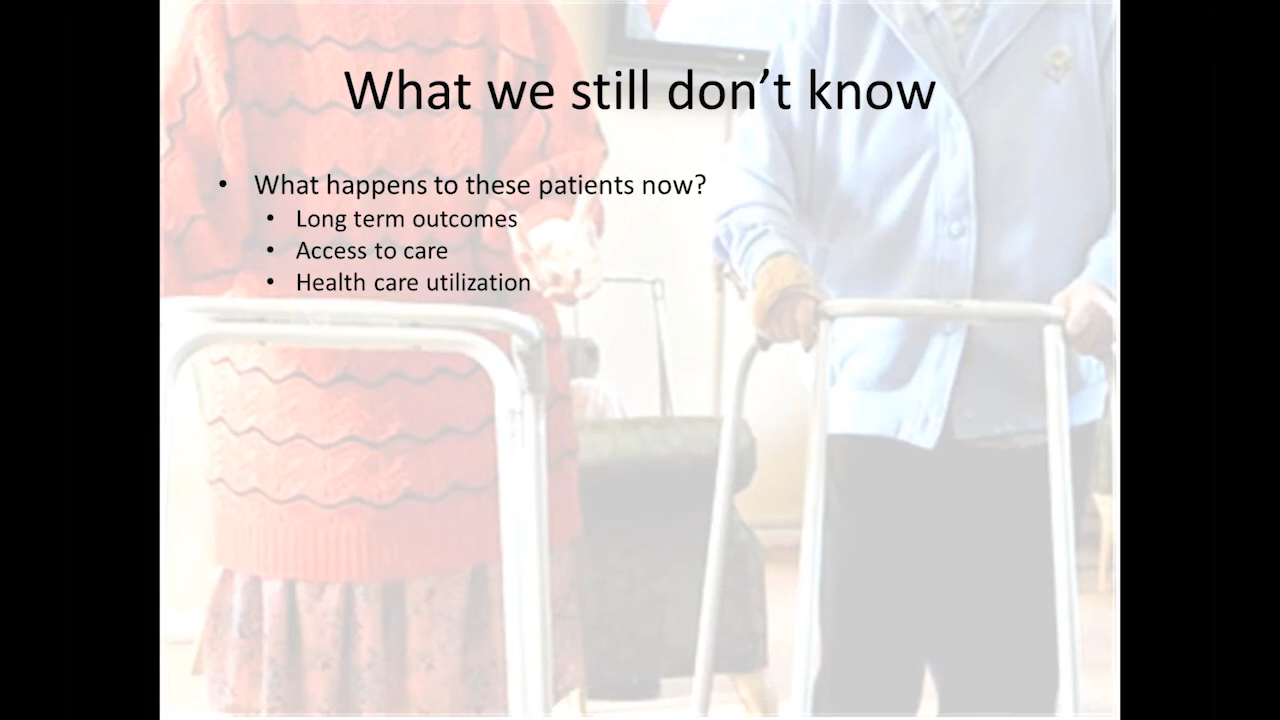 What we still don’t know
• What happens to these patients now?
• Long term outcomes
• Access to care
• Health care utilization